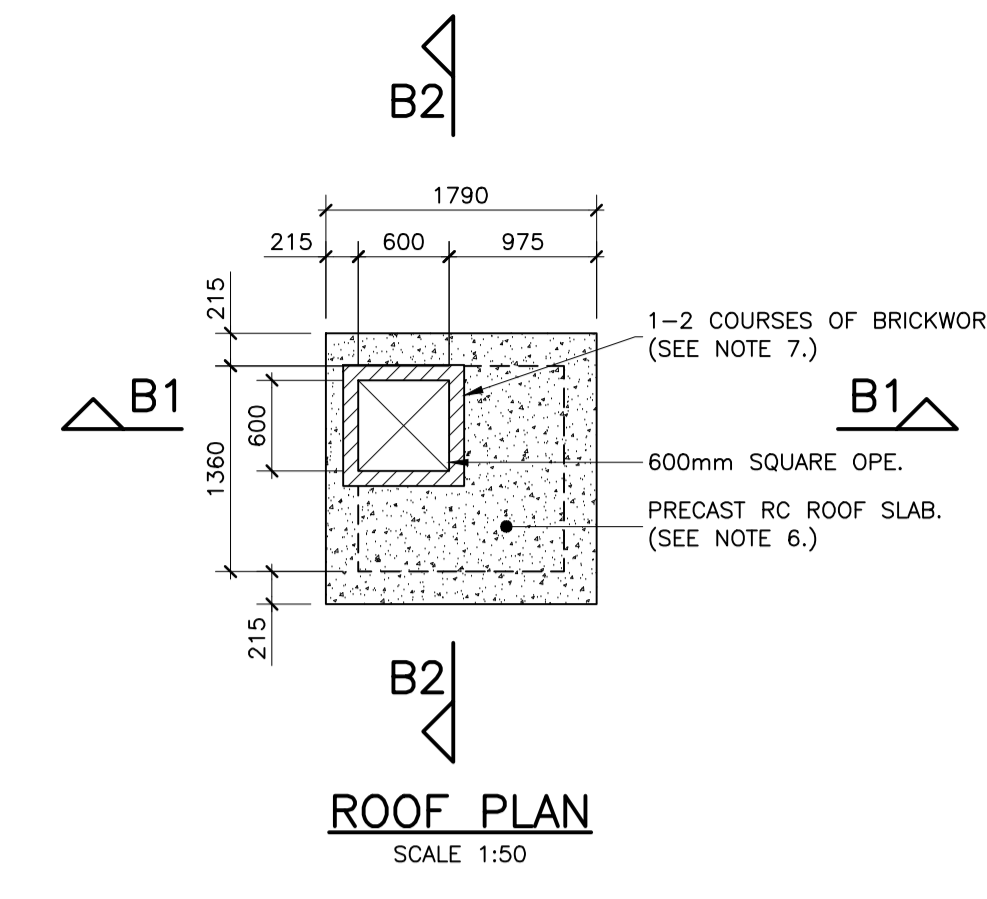 B2
1790
215 600 975
215
1-2 COURSES OF BRICKWOR
(SEE NOTE 7.)
B1
B1
600
1360
600mm SQUARE OPE.
PRECAST RC ROOF SLAB.
(SEE NOTE 6.)
215
B2
ROOF PLAN
SCALE 1:50